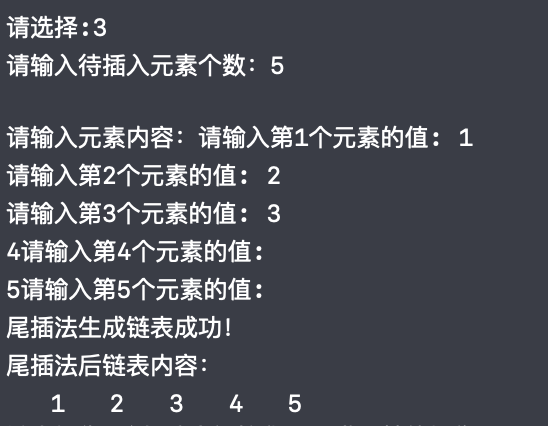 请选择:3
请输入待插入元素个数：5
请输入元素内容：请输入第1个元素的值: 1
请输入第2个元素的值: 2
请输入第3个元素的值: 3
4请输入第4个元素的值:
5请输入第5个元素的值:
尾插法生成链表成功！
尾插法后链表内容：
1 2 3 4 5